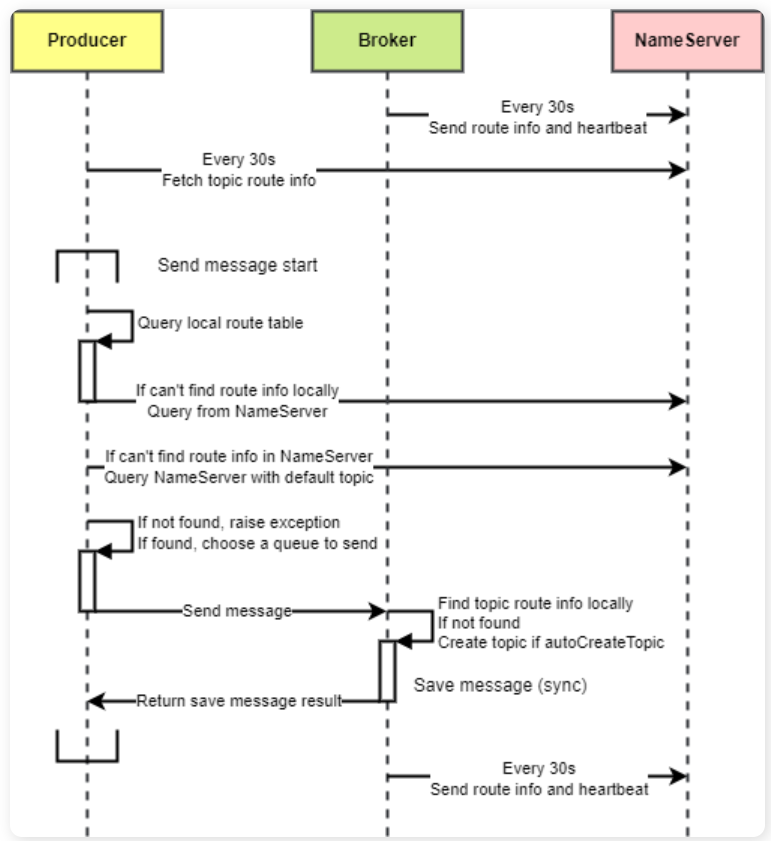 Producer
Broker
NameServer
Every 30s
Send route info and heartbeat
Every 30s
Fetch topic route info
Send message start
Query local route table
If can't find route info locally
Query from NameServer
If can't find route info in NameServer
Query NameServer with default topic
If not found, raise exception
If found, choose a queue to send
Send message
Find topic route info locally
If not found
Create topic if autoCreateTopic
Save message (sync)
Return save message result
Every 30s
Send route info and heartbeat